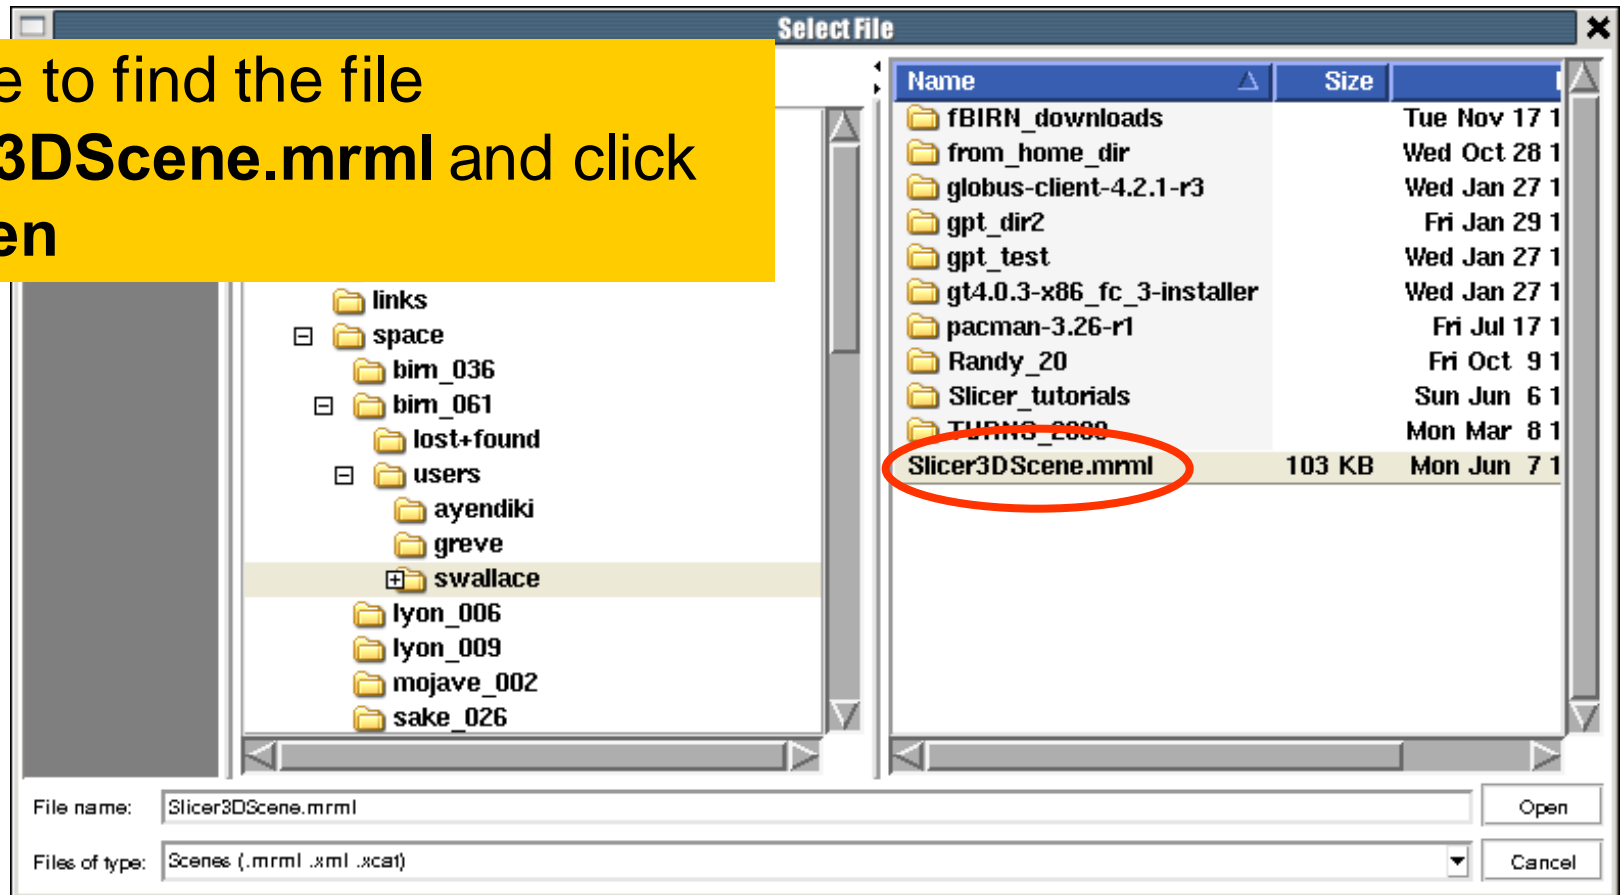 Select File
e to find the file
3DScene.mrml and click
en
links
space
birn_036
birn_061
lost+found
users
ayendiki
greve
swallace
lyon_006
lyon_009
mojave_002
sake_026
Name Size
fBIRN_downloads Tue Nov 17 1
from_home_dir Wed Oct 28 1
globus-client-4.2.1-r3 Wed Jan 27 1
gpt_dir2 Fri Jan 29 1
gpt_test Wed Jan 27 1
gt4.0.3-x86_fc_3-installer Wed Jan 27 1
pacman-3.26-r1 Fri Jul 17 1
Randy_20 Fri Oct 9 1
Slicer_tutorials Sun Jun 6 1
Mon Mar 8 1
Slicer3DScene.mrml 103 KB Mon Jun 7 1
File name: Slicer3DScene.mrml Open
Files of type: Scenes (.mrml .xml .xcat) Cancel